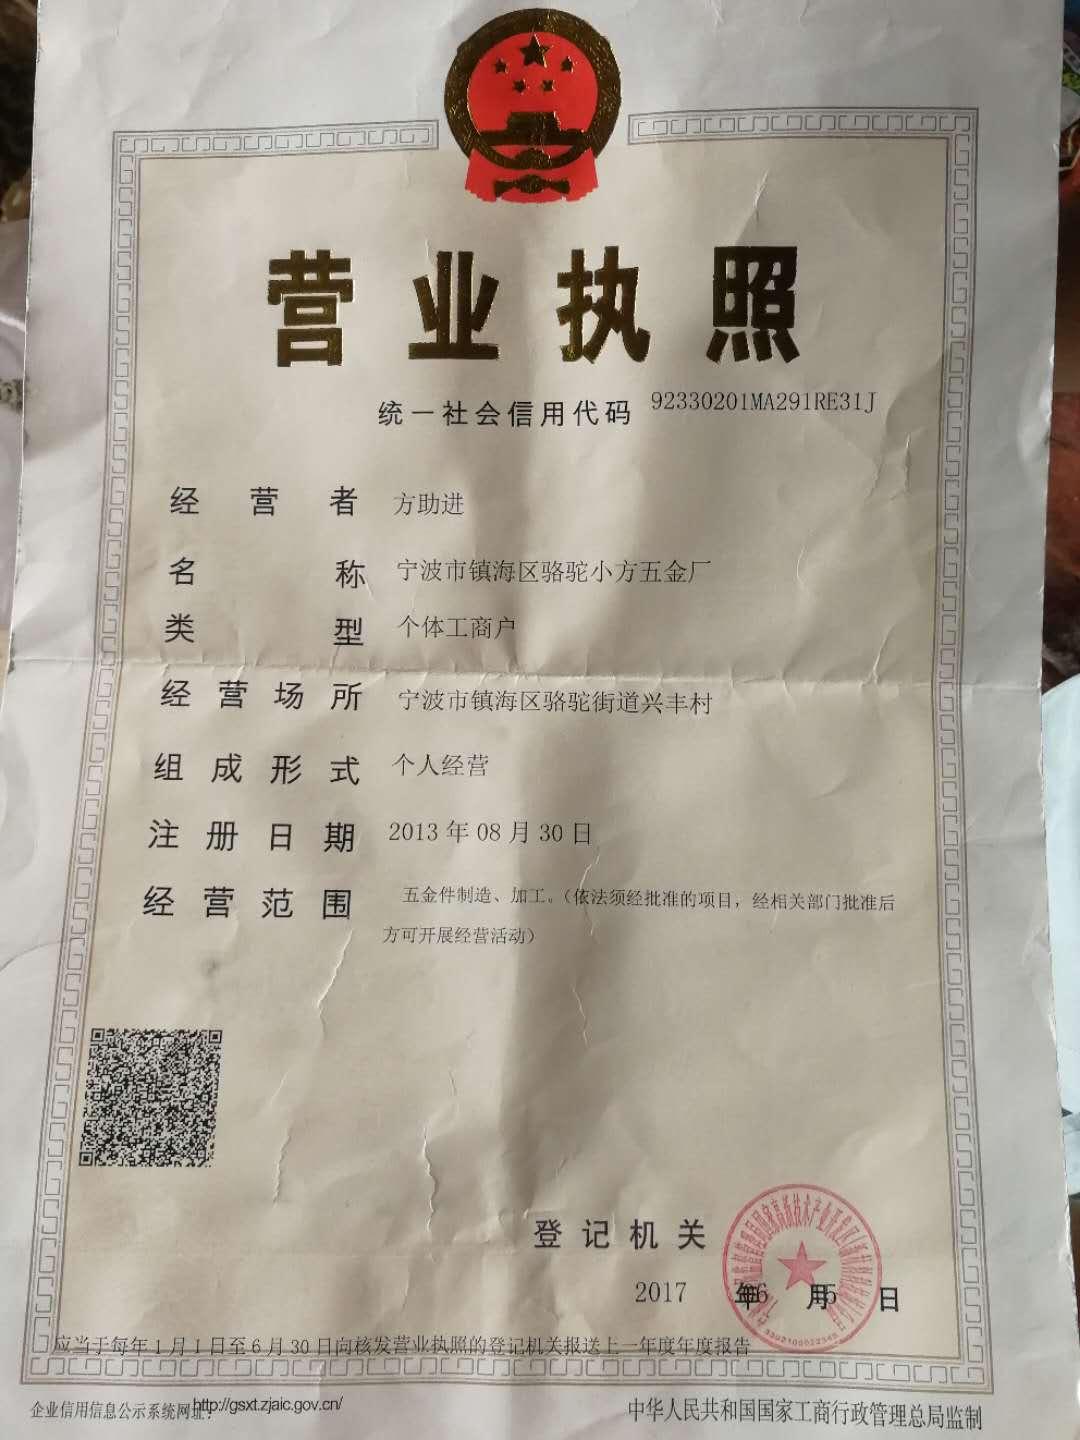 营业执照
统一社会信用代码 92330201MA291RE31J
经营者 方助进
名称 宁波市镇海区骆驼小方五金厂
类型 个体工商户
经营场所 宁波市镇海区骆驼街道兴丰村
组成形式 个人经营
注册日期 2013年08月30日
经营范围 五金件制造、加工。(依法须经批准的项目,经相关部门批准后
方可开展经营活动)
登记机关
2017 年 月 日
应当于每年1月1日至6月30日向核发营业执照的登记机关报送上一年度年度报告
企业信用信息公示系统网址: http://gsxt.zjaic.gov.cn/
中华人民共和国国家工商行政管理总局监制